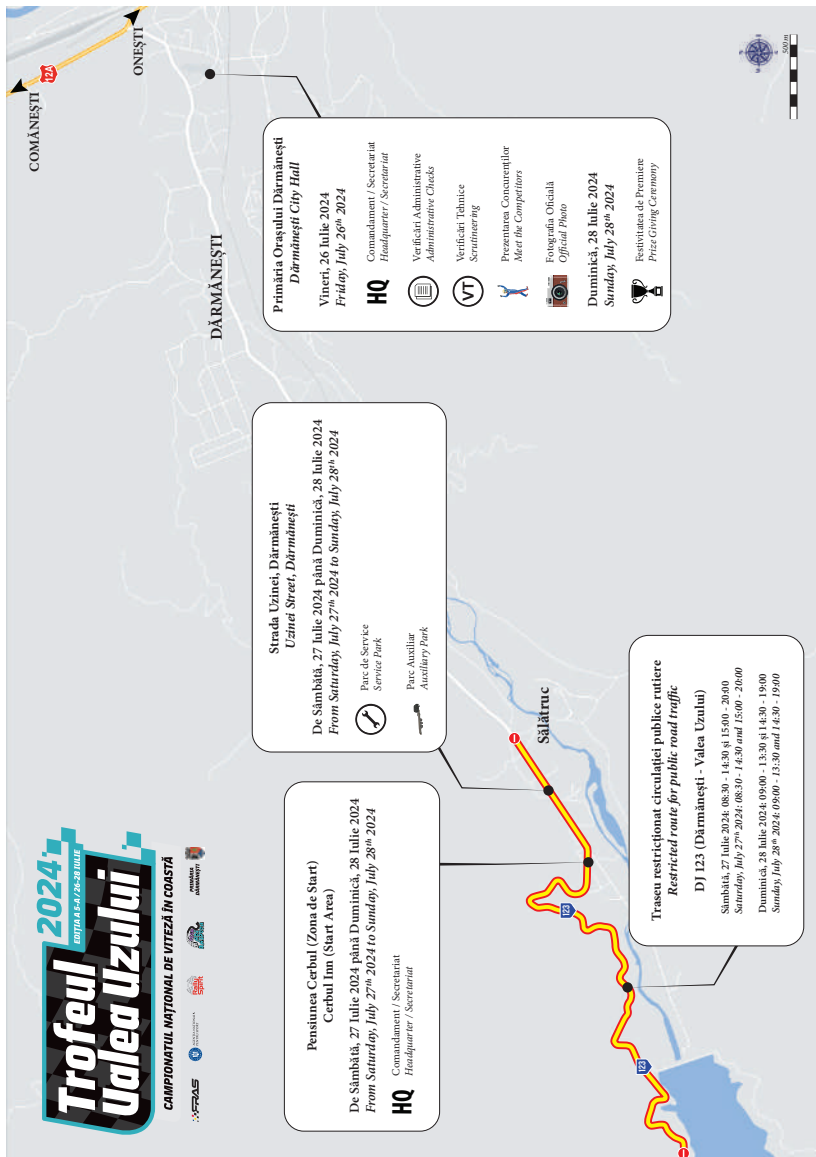 Trofeul
Valea Uzului
2024
EDIȚIA A 5-A / 26-28 IULIE
CAMPIONATUL NAȚIONAL DE VITEZĂ ÎN COASTĂ
FRAS
PRIMĂRIA
DĂRMĂNEȘTI
Pensiunea Cerbul (Zona de Start)
Cerbul Inn (Start Area)
De Sâmbătă, 27 Iulie 2024 până Duminică, 28 Iulie 2024
From Saturday, July 27th 2024 to Sunday, July 28th 2024
HQ
Comandament / Secretariat
Headquarter / Secretariat
Strada Uzinei, Dărmănești
Uzinei Street, Dărmănești
De Sâmbătă, 27 Iulie 2024 până Duminică, 28 Iulie 2024
From Saturday, July 27th 2024 to Sunday, July 28th 2024
Parc de Service
Service Park
Parc Auxiliar
Auxiliary Park
Primăria Orașului Dărmănești
Dărmănești City Hall
Vineri, 26 Iulie 2024
Friday, July 26th 2024
HQ
Comandament / Secretariat
Headquarter / Secretariat
Verificări Administrative
Administrative Checks
VT
Verificări Tehnice
Scrutineering
Prezentarea Concurenților
Meet the Competitors
Fotografia Oficială
Official Photo
Duminică, 28 Iulie 2024
Sunday, July 28th 2024
Festivitatea de Premiere
Prize Giving Ceremony
COMĂNEȘTI
12A
ONEȘTI
DĂRMĂNEȘTI
Sălătruc
123
123
500 m
Traseu restricționat circulației publice rutiere
Restricted route for public road traffic
DJ 123 (Dărmănești - Valea Uzului)
Sâmbătă, 27 Iulie 2024: 08:30 - 14:30 și 15:00 - 20:00
Saturday, July 27th 2024: 08:30 - 14:30 and 15:00 - 20:00
Duminică, 28 Iulie 2024: 09:00 - 13:30 și 14:30 - 19:00
Sunday, July 28th 2024: 09:00 - 13:30 and 14:30 - 19:00